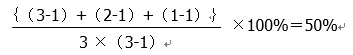 { (3-1) + (2-1) + (1-1) }
3 × (3-1)
×100%=50%